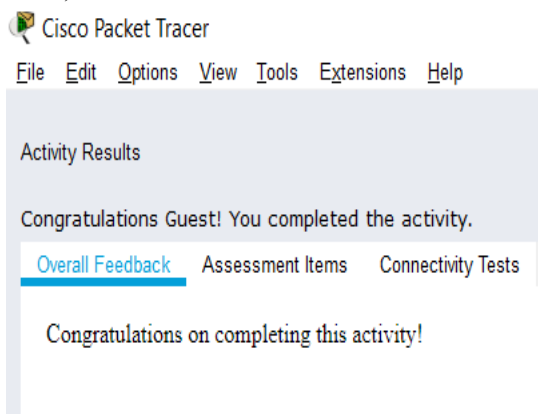 Cisco Packet Tracer
File Edit Options View Tools Extensions Help
Activity Results
Congratulations Guest! You completed the activity.
Overall Feedback Assessment Items Connectivity Tests
Congratulations on completing this activity!